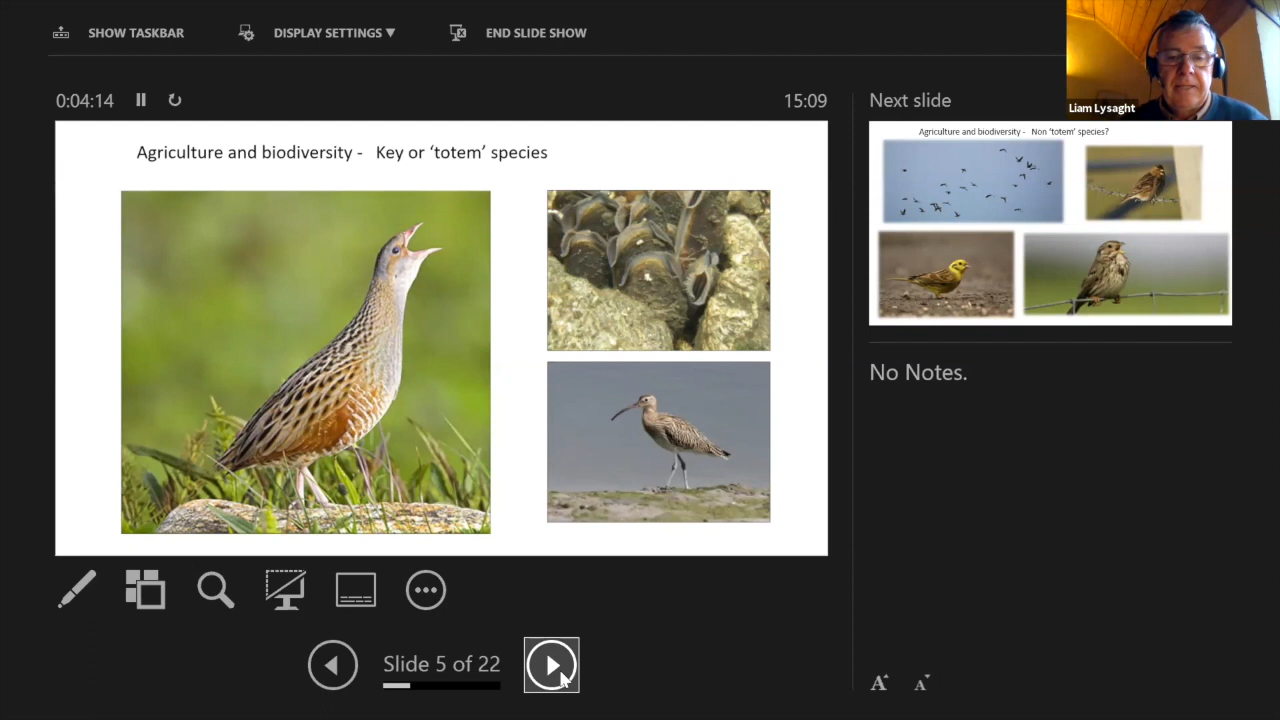 SHOW TASKBAR
DISPLAY SETTINGS ▼
END SLIDE SHOW
Liam Lysaght
0:04:14
15:09
Next slide
Agriculture and biodiversity - Key or ‘totem’ species
Agriculture and biodiversity - Non ‘totem’ species?
No Notes.
Slide 5 of 22
A
A